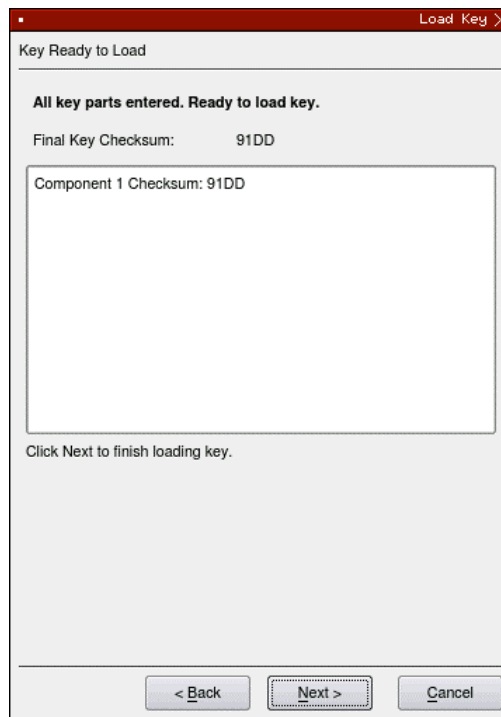 Load Key
Key Ready to Load
All key parts entered. Ready to load key.
Final Key Checksum: 91DD
Component 1 Checksum: 91DD
Click Next to finish loading key.
< Back Next > Cancel